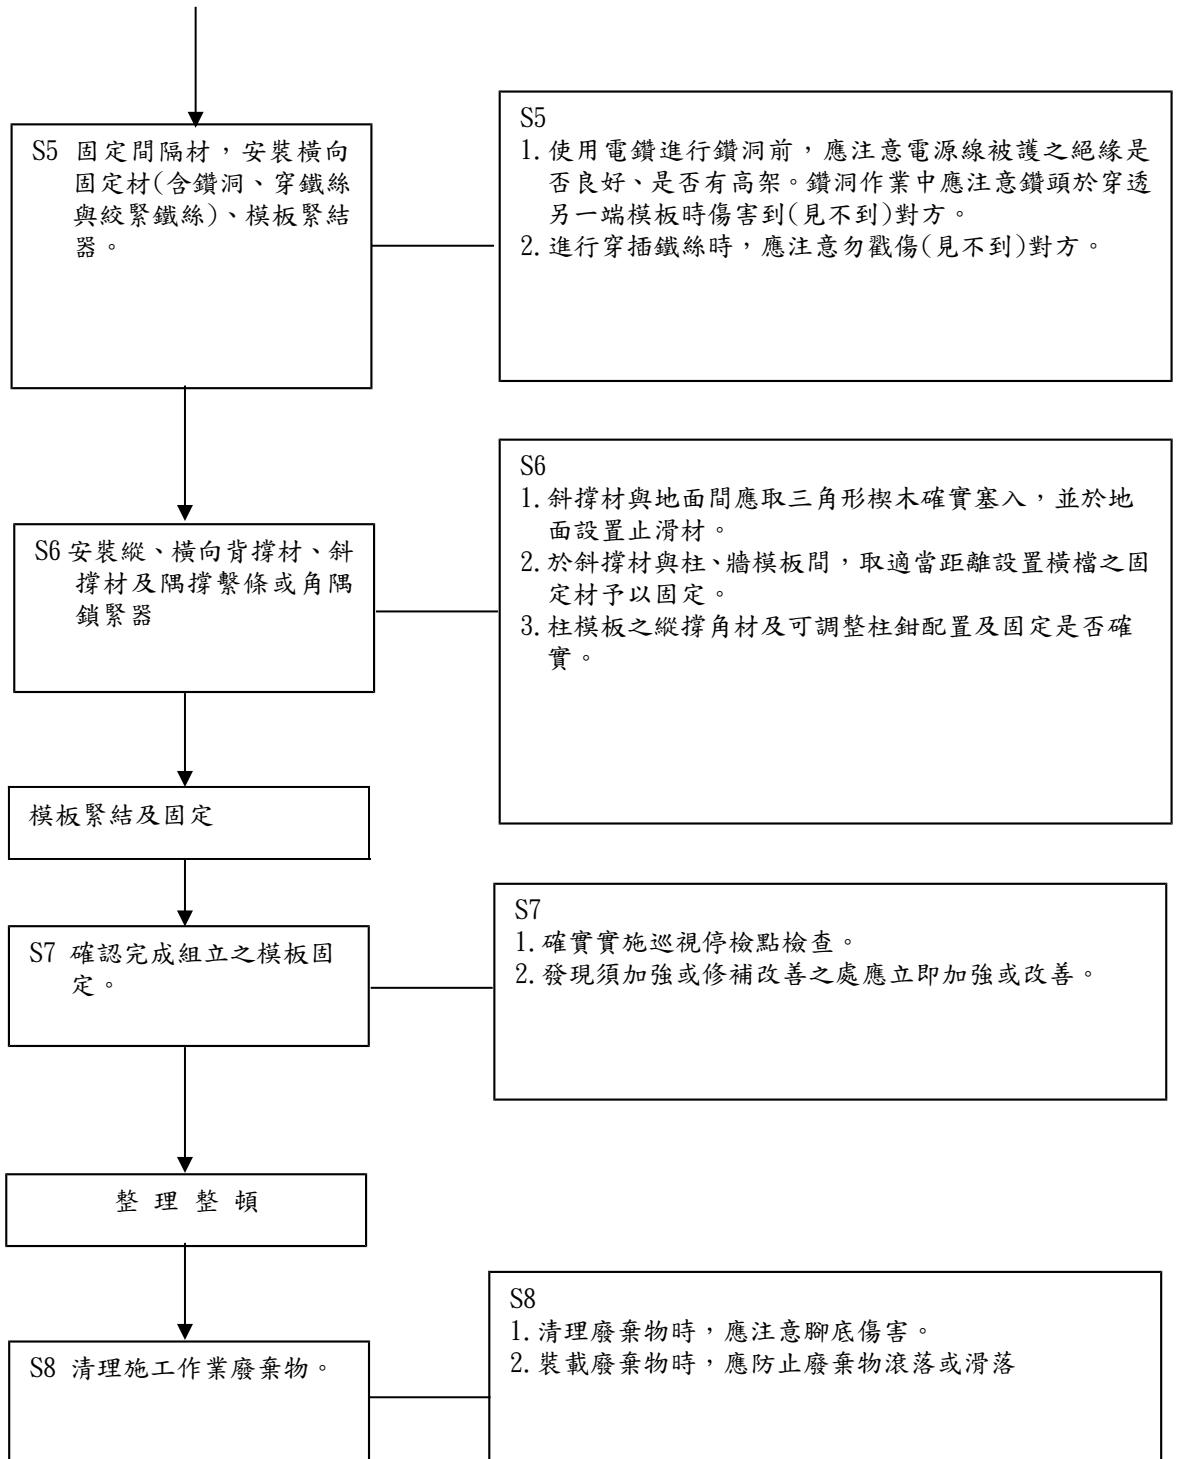 S5 固定間隔材，安裝橫向
固定材(含鑽洞、穿鐵絲
與絞緊鐵絲)、模板緊結
器。
S5
1.使用電鑽進行鑽洞前，應注意電源線被護之絕緣是
否良好、是否有高架。鑽洞作業中應注意鑽頭於穿透
另一端模板時傷害到(見不到)對方。
2.進行穿插鐵絲時，應注意勿戳傷(見不到)對方。
S6 安裝縱、橫向背撐材、斜
撐材及隅撐繫條或角隅
鎖緊器
S6
1.斜撐材與地面間應取三角形楔木確實塞入，並於地
面設置止滑材。
2.於斜撐材與柱、牆模板間，取適當距離設置橫檔之固
定材予以固定。
3.柱模板之縱撐角材及可調整柱鉗配置及固定是否確
實。
模板緊結及固定
S7 確認完成組立之模板固
定。
S7
1.確實實施巡視停檢點檢查。
2.發現須加強或修補改善之處應立即加強或改善。
整 理 整 頓
S8 清理施工作業廢棄物。
S8
1.清理廢棄物時，應注意腳底傷害。
2.裝載廢棄物時，應防止廢棄物滾落或滑落